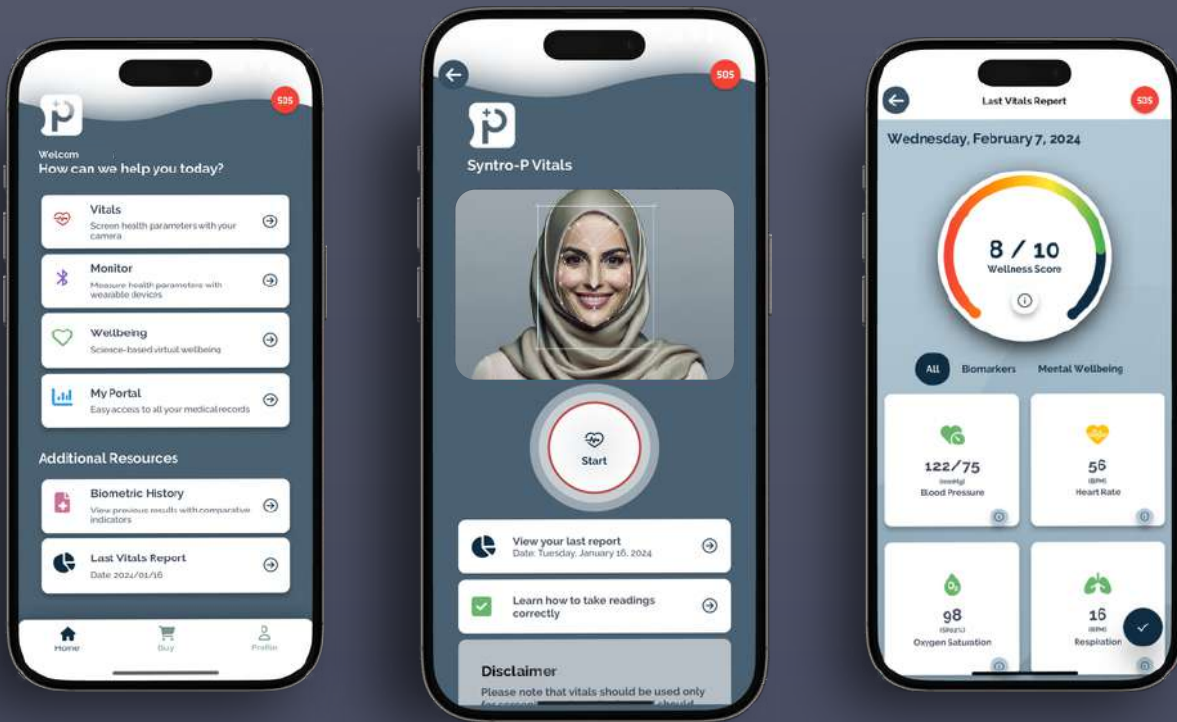 SOS
Welcom
How can we help you today?
Vitals
Screen health parameters with your
camera
Monitor
Measure health parameters with
wearable devices
Wellbeing
Science-based virtual wellbeing
My Portal
Easy access to all your medical records
Additional Resources
Biometric History
View previous results with comparative
indicators
Last Vitals Report
Date 2024/01/16
Home
Buy
Profile
SOS
Syntro-P Vitals
Start
View your last report
Date: Tuesday, January 16, 2024
Learn how to take readings
correctly
Disclaimer
Please note that vitals should be used only
should
Last Vitals Report
SOS
Wednesday, February 7, 2024
8 / 10
Wellness Score
All
Biomarkers
Mental Wellbeing
122/75
(mmHg)
Blood Pressure
56
(BPM)
Heart Rate
O₂
98
(SP02%)
Oxygen Saturation
16
(BPM)
Respiration